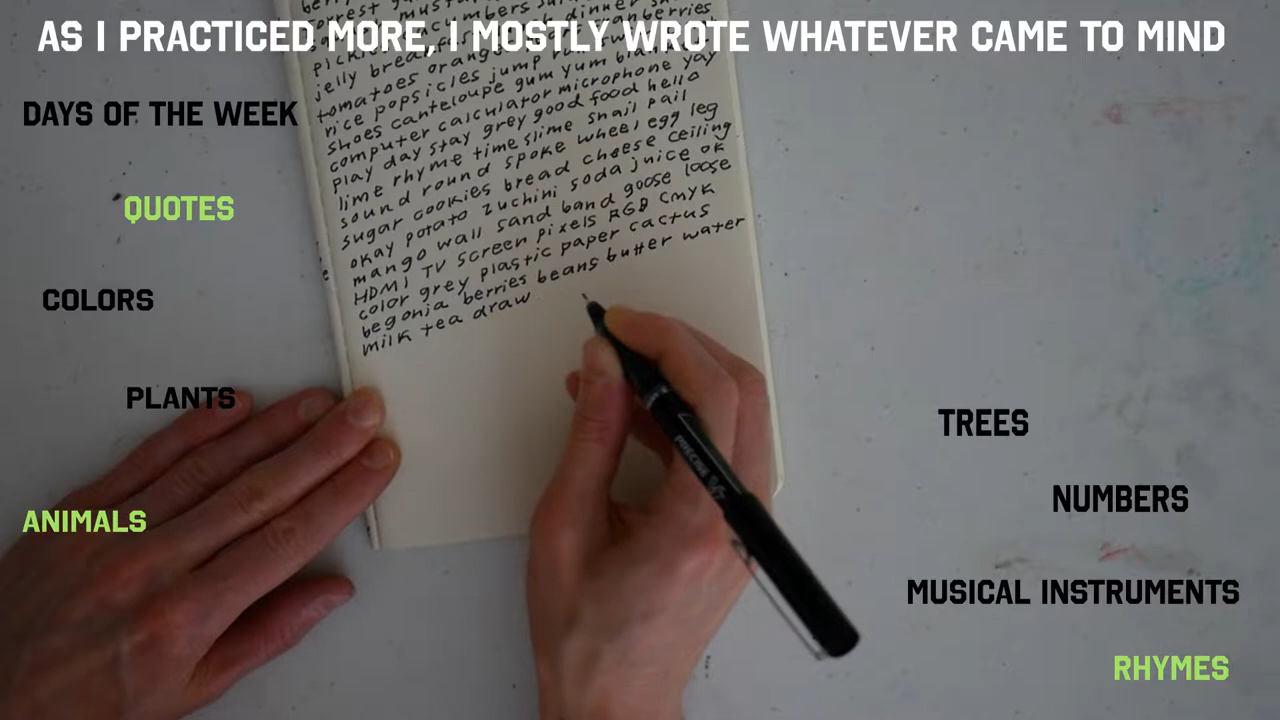 AS I PRACTICED MORE, I MOSTLY WROTE WHATEVER CAME TO MIND
DAYS OF THE WEEK
QUOTES
COLORS
PLANTS
ANIMALS
TREES
NUMBERS
MUSICAL INSTRUMENTS
RHYMES
jelly
tomatoes orange
rice popsicles jump
shoes canteloupe gum yum
computer calculator microphone yay
play day stay grey good food hello
lime rhyme time slime snail pail
sound round spoke wheel egg leg
sugar cookies bread cheese ceiling
okay potato zuchini soda juice ok
mango wall sand band goose loose
HDMI TV screen pixels RGB CMYK
color grey plastic paper cactus
begonia berries beans butter water
milk tea draw
PRECISE V5